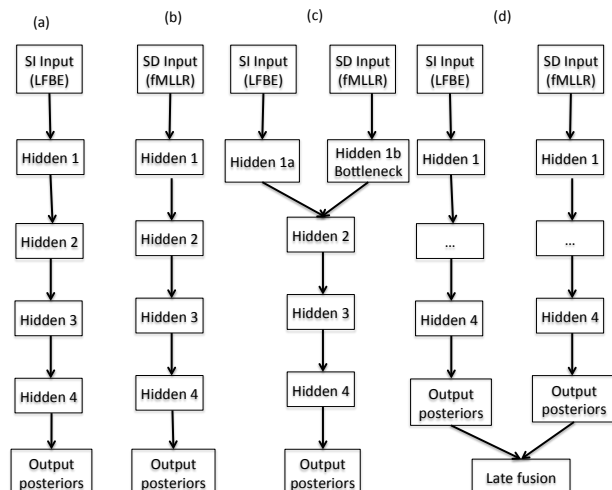 (a)
SI Input
(LFBE)
Hidden 1
Hidden 2
Hidden 3
Hidden 4
Output
posteriors
(b)
SD Input
(fMLLR)
Hidden 1
Hidden 2
Hidden 3
Hidden 4
Output
posteriors
(c)
SI Input
(LFBE)
SD Input
(fMLLR)
Hidden 1a
Hidden 1b
Bottleneck
Hidden 2
Hidden 3
Hidden 4
Output
posteriors
(d)
SI Input
(LFBE)
SD Input
(fMLLR)
Hidden 1
Hidden 1
...
...
Hidden 4
Hidden 4
Output
posteriors
Output
posteriors
Late fusion